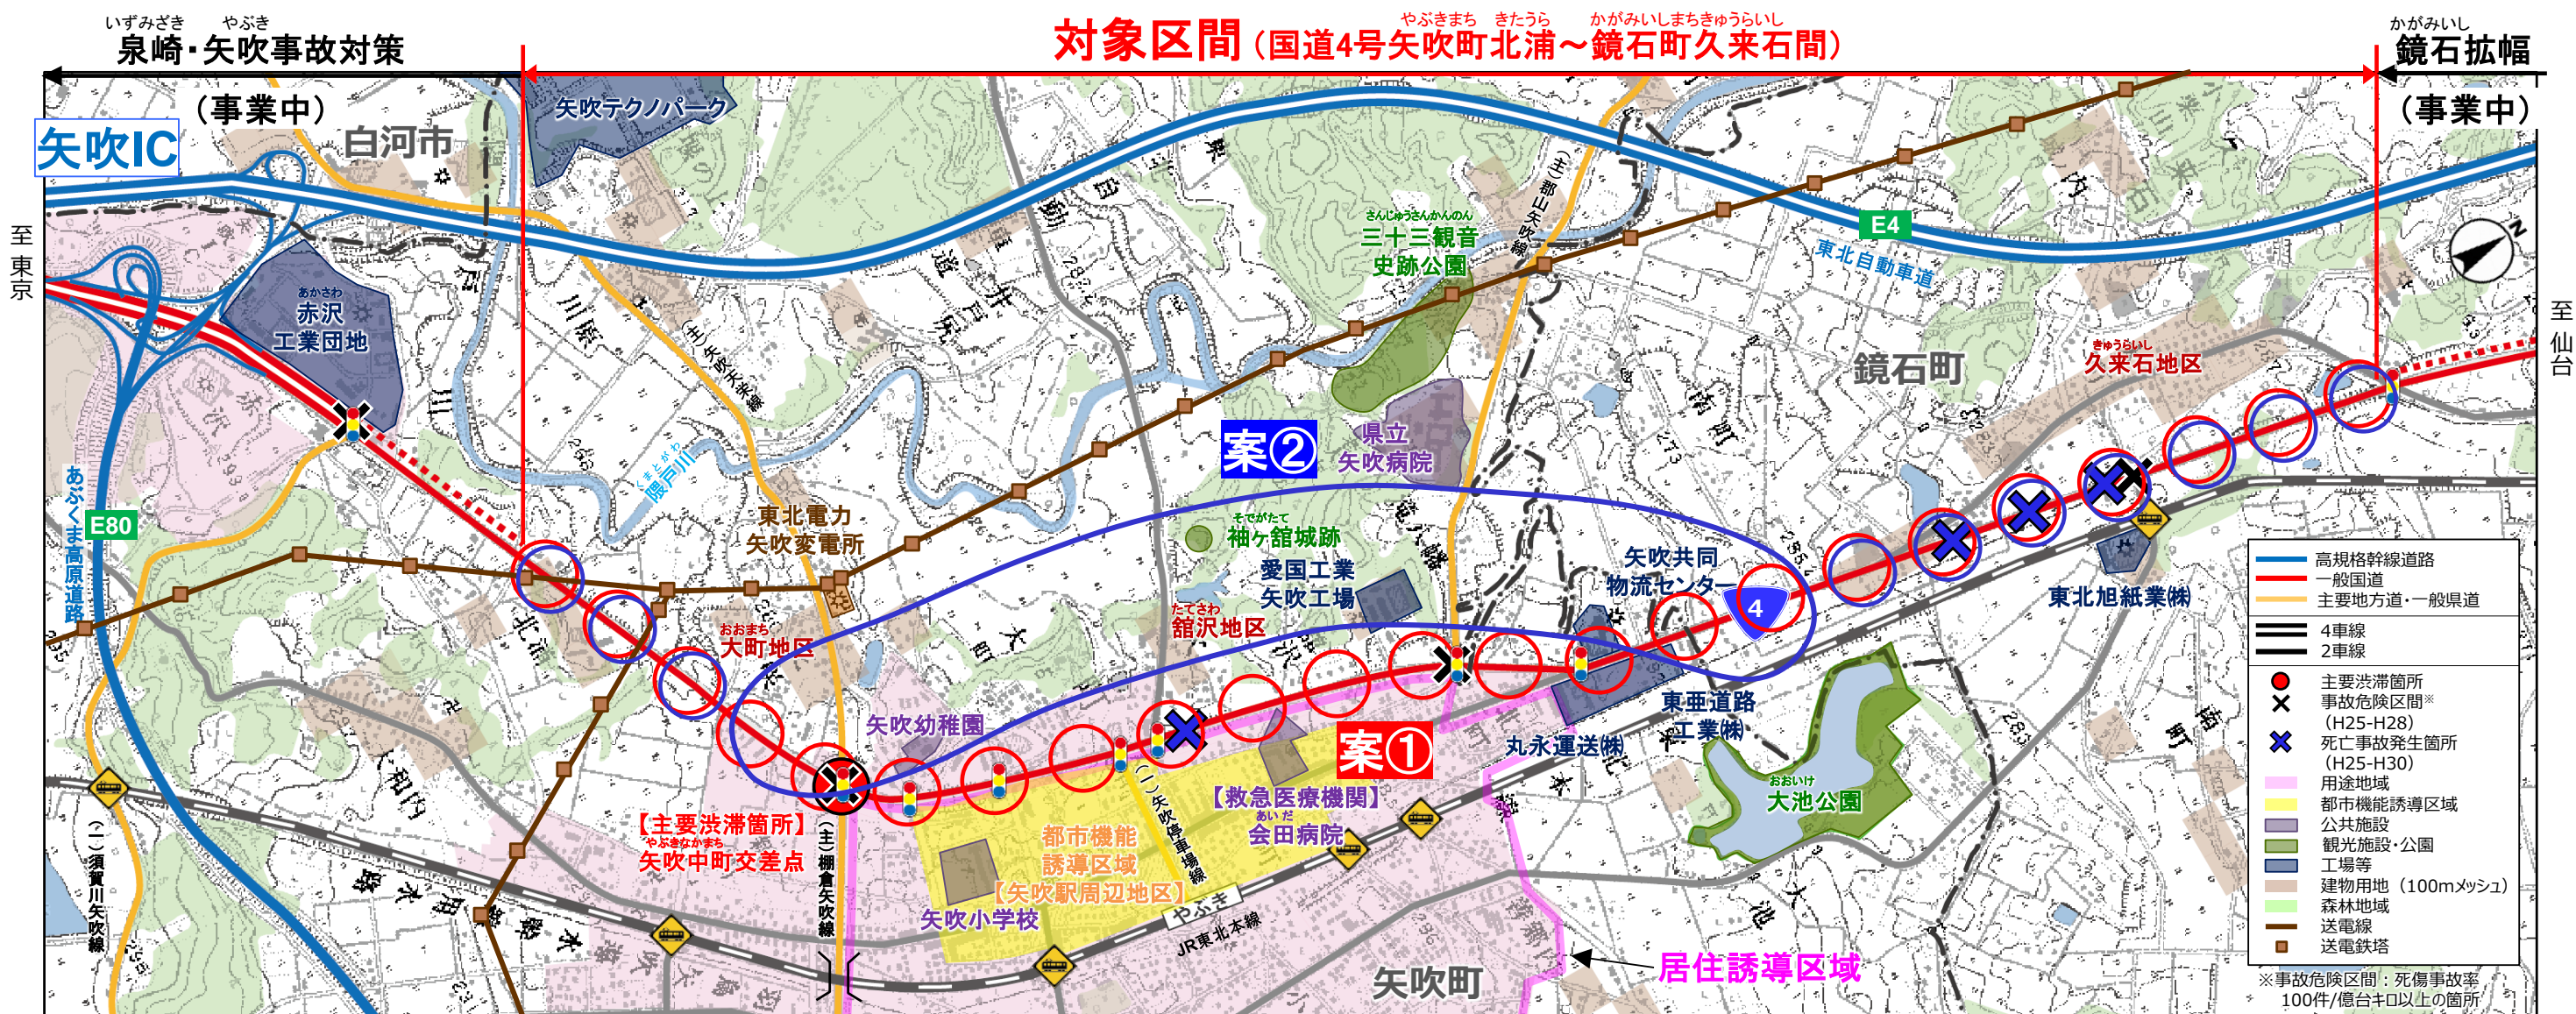 いずみざき やぶき
泉崎・矢吹事故対策
(事業中)
やぶきまち きたうら かがみいしまちきゅうらいし
対象区間(国道4号矢吹町北浦～鏡石町久来石間)
かがみいし
鏡石拡幅
(事業中)
矢吹IC
白河市
矢吹テクノパーク
至東京
至仙台
N
E4
東北自動車道
(主)郡山矢吹線
さんじゅうさんかんのん
三十三観音
史跡公園
あかさわ
赤沢
工業団地
(主)矢吹天栄線
くまとがわ
隈戸川
鏡石町
きゅうらいし
久来石地区
県立
矢吹病院
案②
あぶくま高原道路
E80
東北電力
矢吹変電所
そでがたて
袖ヶ舘城跡
愛国工業
矢吹工場
矢吹共同
物流センター
4
東北旭紙業㈱
おおまち
大町地区
たてさわ
舘沢地区
矢吹幼稚園
案①
丸永運送㈱
東亜道路
工業㈱
おおいけ
大池公園
【主要渋滞箇所】
やぶきなかまち
矢吹中町交差点
(主)棚倉矢吹線
(一)須賀川矢吹線
都市機能
誘導区域
【矢吹駅周辺地区】
(一)矢吹停車場線
【救急医療機関】
あいだ
会田病院
矢吹小学校
やぶき
JR東北本線
矢吹町
居住誘導区域
高規格幹線道路
一般国道
主要地方道・一般県道
4車線
2車線
主要渋滞箇所
事故危険区間※
(H25-H28)
死亡事故発生箇所
(H25-H30)
用途地域
都市機能誘導区域
公共施設
観光施設・公園
工場等
建物用地(100mメッシュ)
森林地域
送電線
送電鉄塔
※事故危険区間：死傷事故率
100件/億台キロ以上の箇所